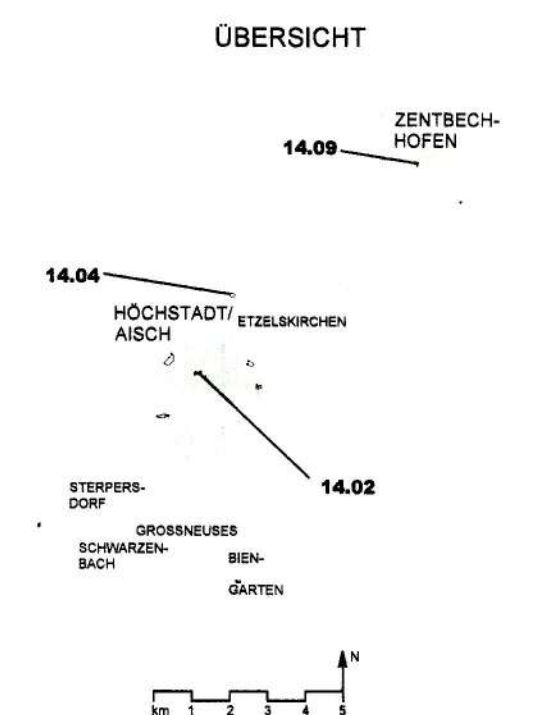 ÜBERSICHT
ZENTBECH-
HOFEN
14.09
14.04
HÖCHSTADT/
AISCH
ETZELSKIRCHEN
14.02
STERPERS-
DORF
GROSSNEUSES
SCHWARZEN-
BACH
BIEN-
GÄRTEN
N
km 1 2 3 4 5